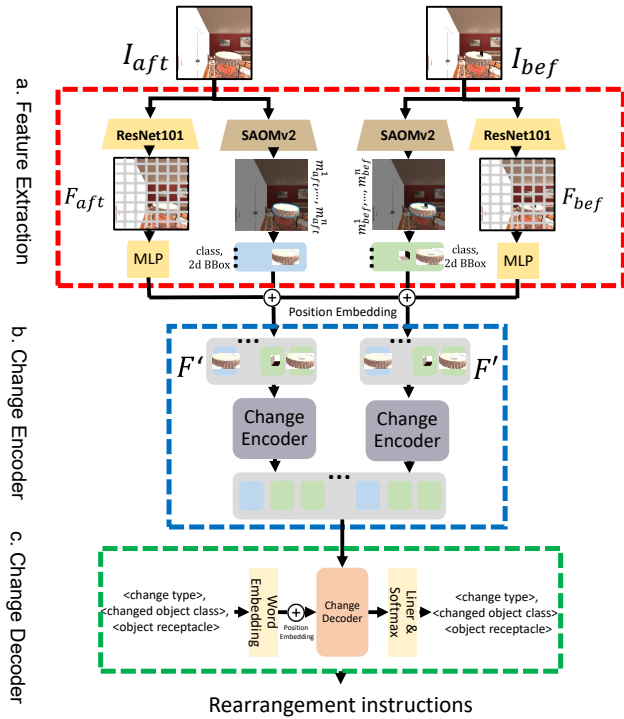 I_aft
I_bef
a. Feature Extraction
ResNet101
SAOMv2
SAOMv2
ResNet101
F_aft
m^1_aft,..., m^n_aft
m^1_bef,..., m^n_bef
F_bef
MLP
class,
2d BBox
class,
2d BBox
MLP
+
+
Position Embedding
b. Change Encoder
F‘
F'
Change
Encoder
Change
Encoder
c. Change Decoder
<change type>,
<changed object class>,
<object receptacle>
Word
Embedding
+
Position
Embedding
Change
Decoder
Liner &
Softmax
<change type>,
<changed object class>
<object receptacle>
Rearrangement instructions